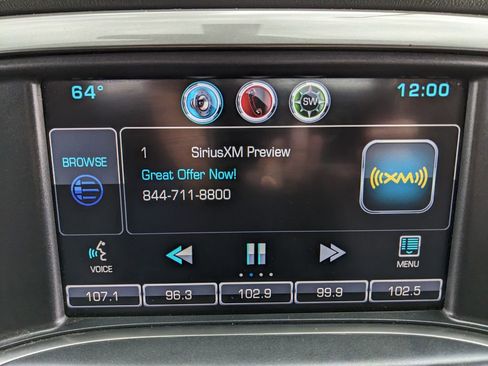 64°
SW
12:00
BROWSE
1 SiriusXM Preview
Great Offer Now!
844-711-8800
((XM))
VOICE
MENU
107.1 96.3 102.9 99.9 102.5